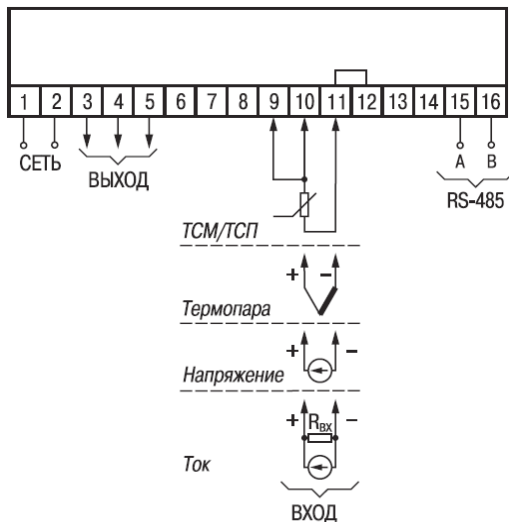 1 2 3 4 5 6 7 8 9 10 11 12 13 14 15 16
СЕТЬ
ВЫХОД
A B
RS-485
ТСМ/ТСП
+ −
Термопара
+ −
Напряжение
+ −
Rвх
Ток
ВХОД